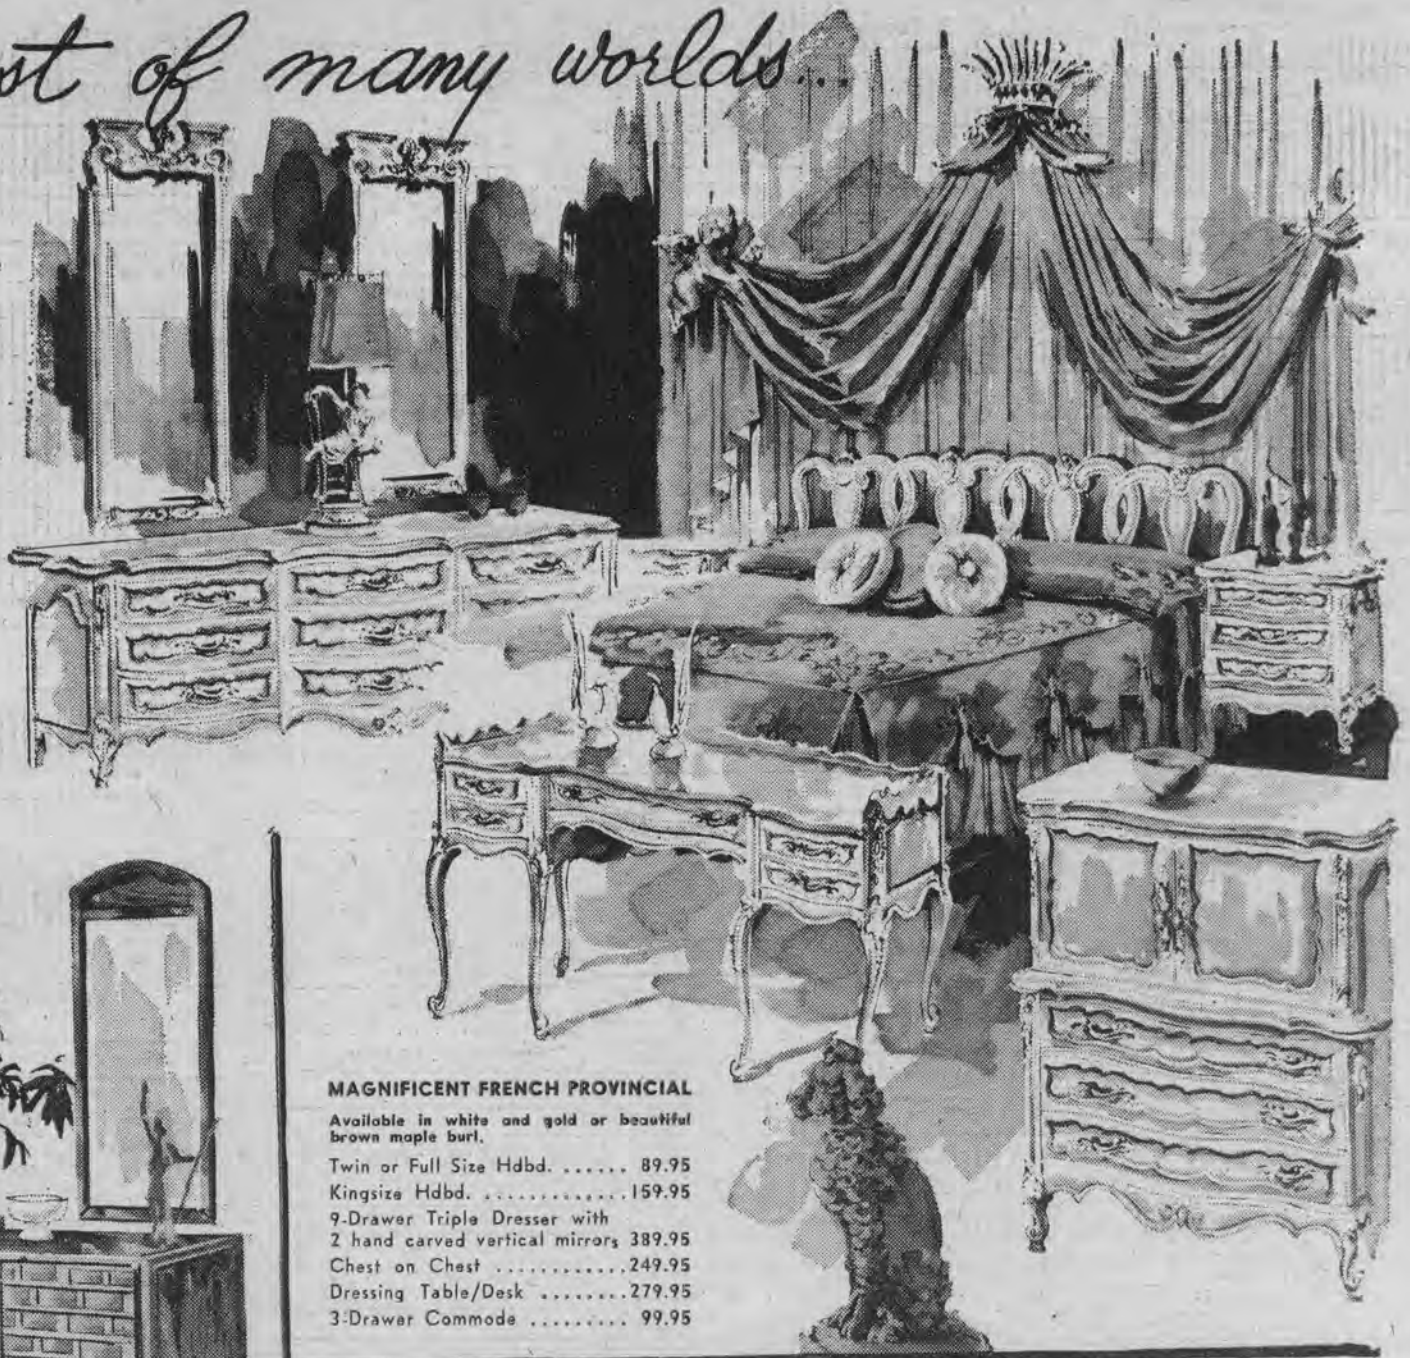 st of many worlds...
MAGNIFICENT FRENCH PROVINCIAL
Available in white and gold or beautiful
brown maple burl.
Twin or Full Size Hdbd. ....... 89.95
Kingsize Hdbd. ..............159.95
9-Drawer Triple Dresser with
2 hand carved vertical mirrors 389.95
Chest on Chest .............249.95
Dressing Table/Desk .........279.95
3-Drawer Commode .......... 99.95